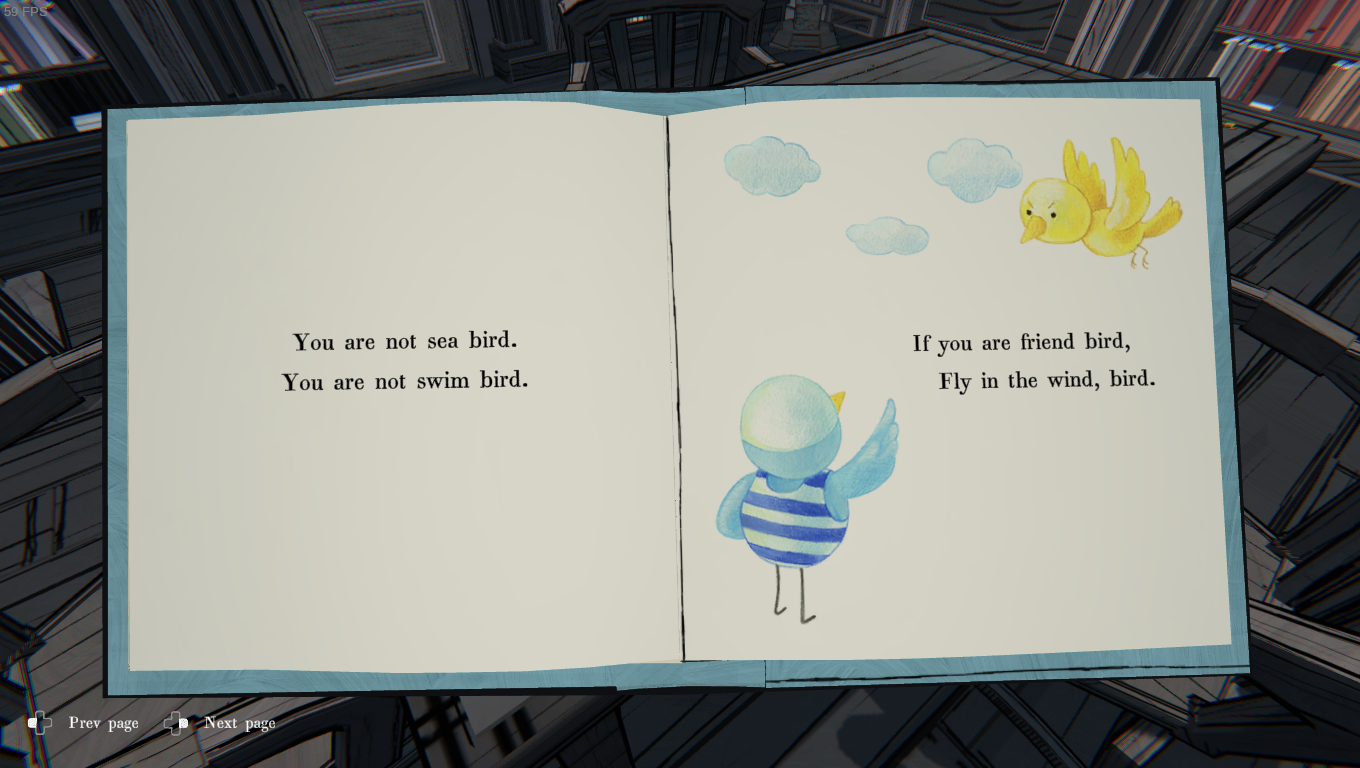 59 FPS
You are not sea bird.
You are not swim bird.
If you are friend bird,
Fly in the wind, bird.
Prev page
Next page